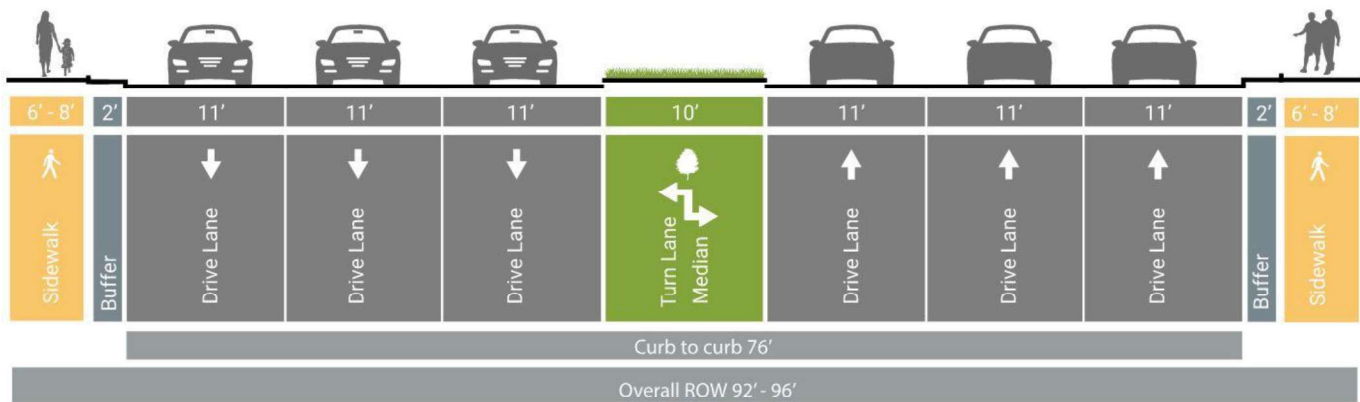 6’ - 8’ 2’ 11’ 11’ 11’ 10’ 11’ 11’ 11’ 2’ 6’ - 8’
Sidewalk
Buffer
Drive Lane
Drive Lane
Drive Lane
Turn Lane
Median
Drive Lane
Drive Lane
Drive Lane
Buffer
Sidewalk
Curb to curb 76’
Overall ROW 92’ - 96’